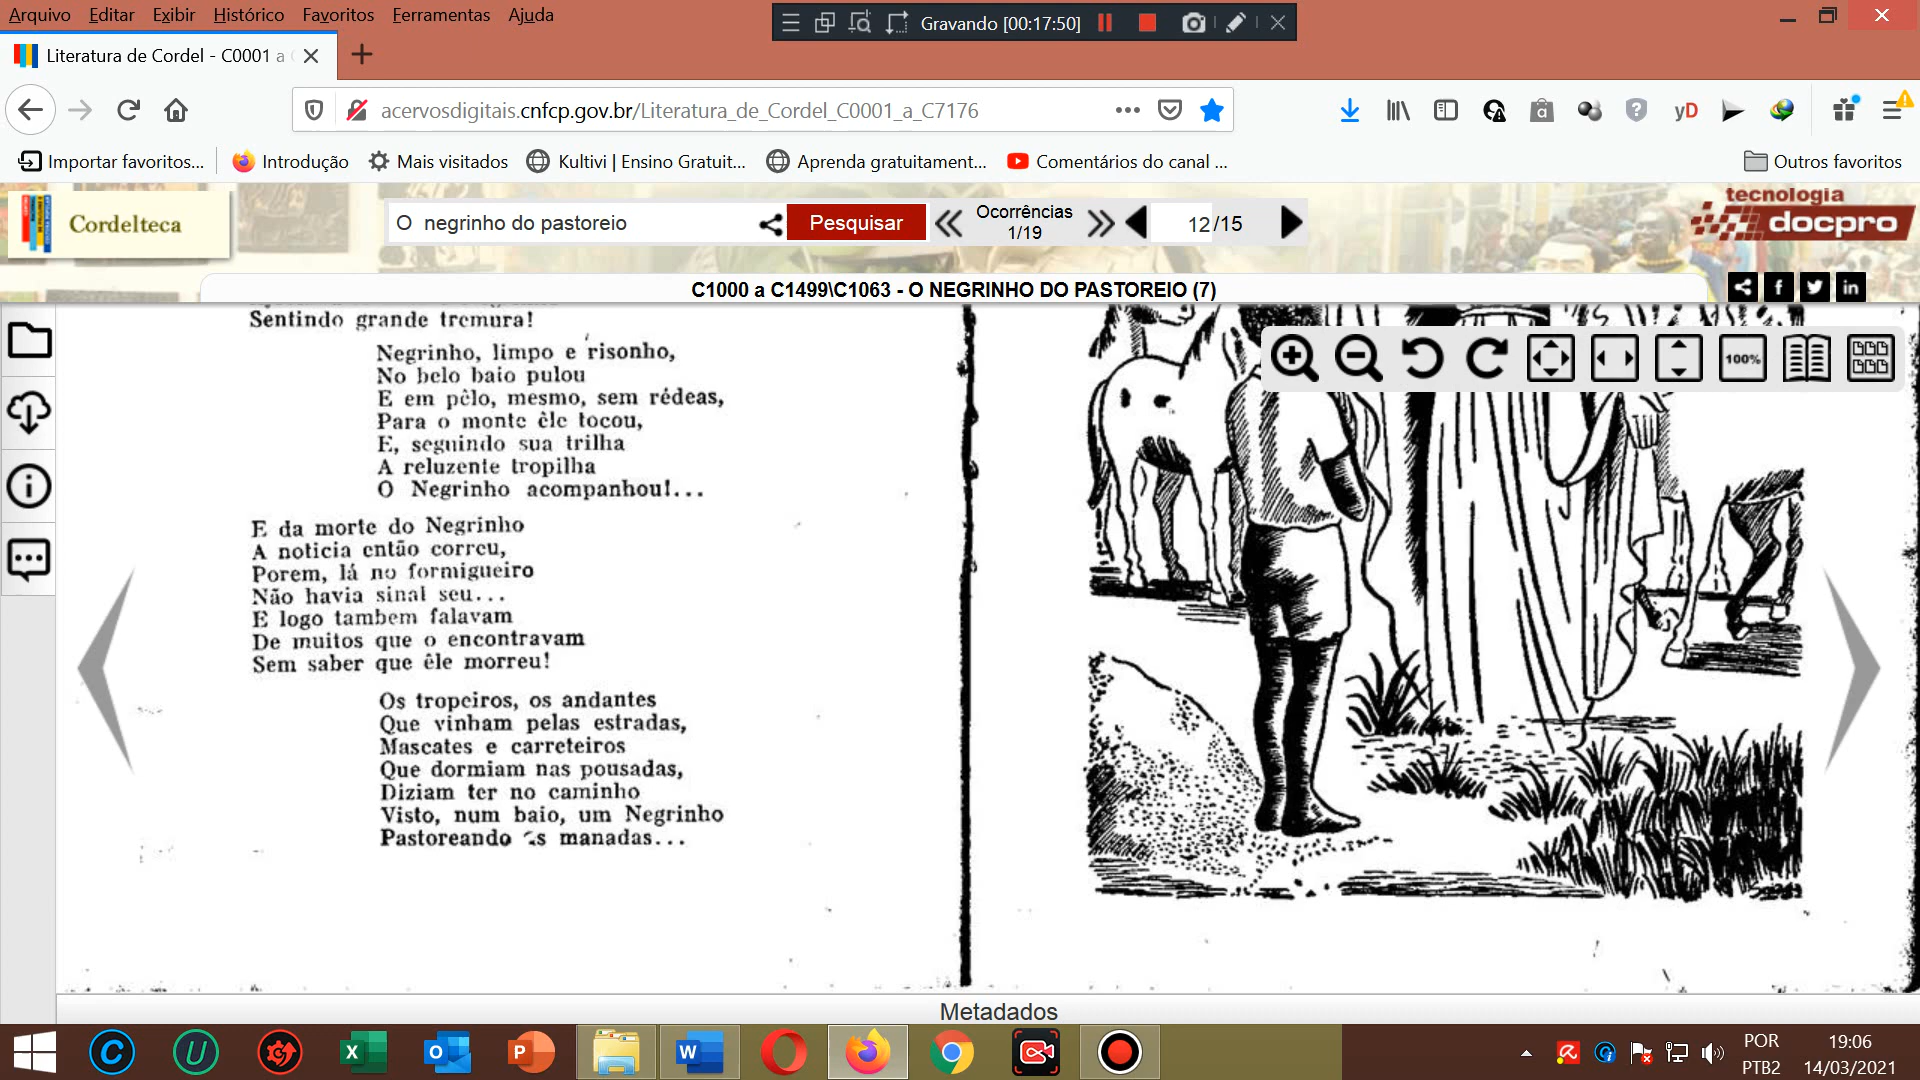 Arquivo Editar Exibir Histórico Favoritos Ferramentas Ajuda
Gravando [00:17:50]
Literatura de Cordel - C0001 a
acervosdigitais.cnfcp.gov.br/Literatura_de_Cordel_C0001_a_C7176
yD
Importar favoritos... Introdução Mais visitados Kultivi | Ensino Gratuit... Aprenda gratuitament... Comentários do canal ... Outros favoritos
Cordelteca
O negrinho do pastoreio
Pesquisar
Ocorrências
1/19
12 /15
tecnologia
docpro
C1000 a C1499\C1063 - O NEGRINHO DO PASTOREIO (7)
100%
Sentindo grande tremura!
Negrinho, limpo e risonho,
No belo baio pulou
E em pêlo, mesmo, sem rédeas,
Para o monte êle tocou,
E, seguindo sua trilha
A reluzente tropilha
O Negrinho acompanhou!...
E da morte do Negrinho
A noticia então correu,
Porem, lá no formigueiro
Não havia sinal seu...
E logo tambem falavam
De muitos que o encontravam
Sem saber que êle morreu!
Os tropeiros, os andantes
Que vinham pelas estradas,
Mascates e carreteiros
Que dormiam nas pousadas,
Diziam ter no caminho
Visto, num baio, um Negrinho
Pastoreando as manadas...
Metadados
POR
PTB2
19:06
14/03/2021